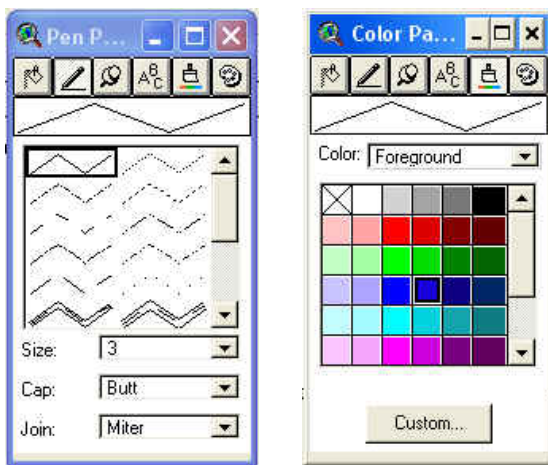 Pen P...
Size: 3
Cap: Butt
Join: Miter
Color Pa...
Color: Foreground
Custom...